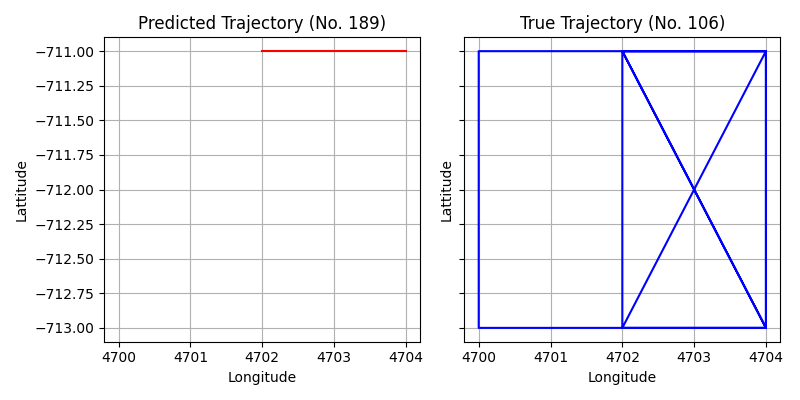 Predicted Trajectory (No. 189)
True Trajectory (No. 106)
−711.00
−711.25
−711.50
−711.75
−712.00
−712.25
−712.50
−712.75
−713.00
Lattitude
Lattitude
4700 4701 4702 4703 4704
4700 4701 4702 4703 4704
Longitude
Longitude